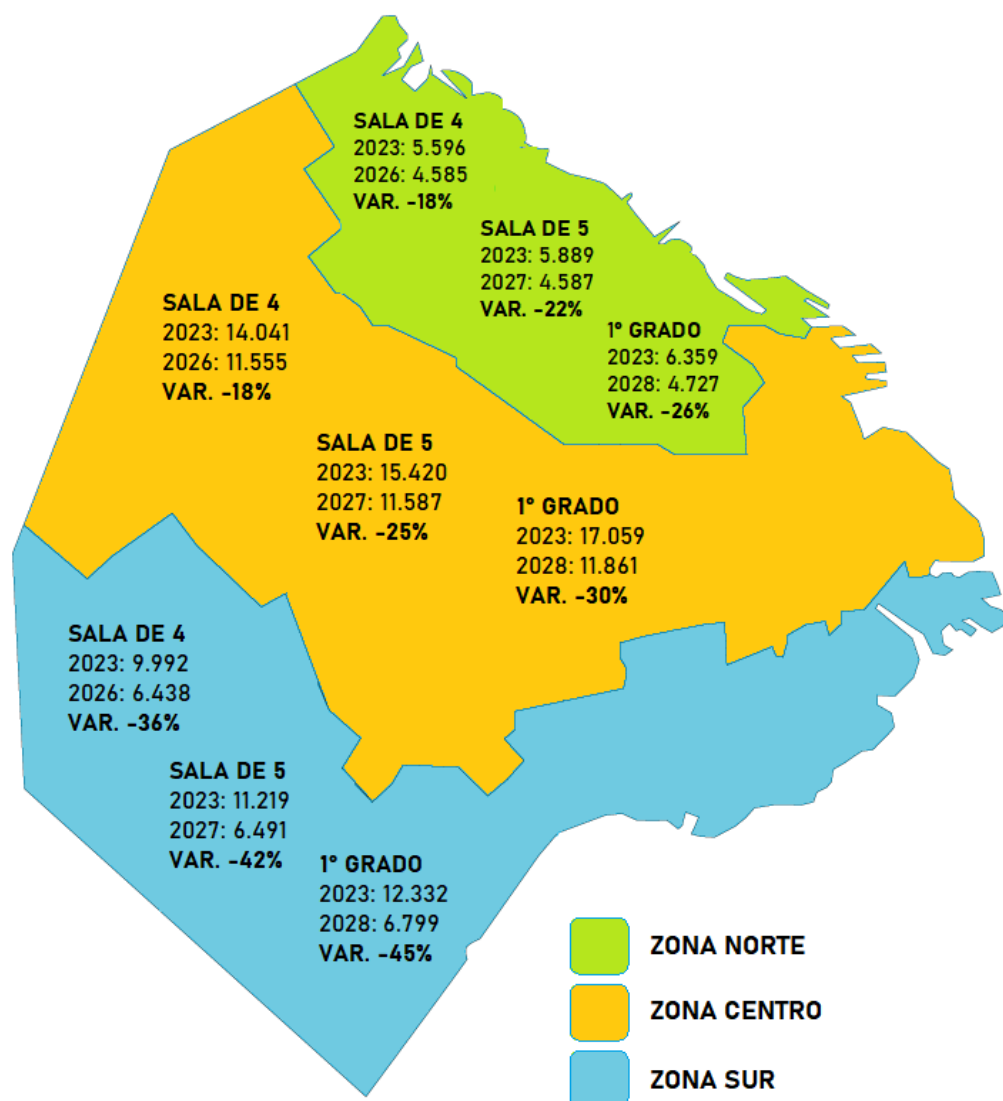 SALA DE 4
2023: 5.596
2026: 4.585
VAR. -18%
SALA DE 5
2023: 5.889
2027: 4.587
VAR. -22%
1° GRADO
2023: 6.359
2028: 4.727
VAR. -26%
SALA DE 4
2023: 14.041
2026: 11.555
VAR. -18%
SALA DE 5
2023: 15.420
2027: 11.587
VAR. -25%
1° GRADO
2023: 17.059
2028: 11.861
VAR. -30%
SALA DE 4
2023: 9.992
2026: 6.438
VAR. -36%
SALA DE 5
2023: 11.219
2027: 6.491
VAR. -42%
1° GRADO
2023: 12.332
2028: 6.799
VAR. -45%
ZONA NORTE
ZONA CENTRO
ZONA SUR